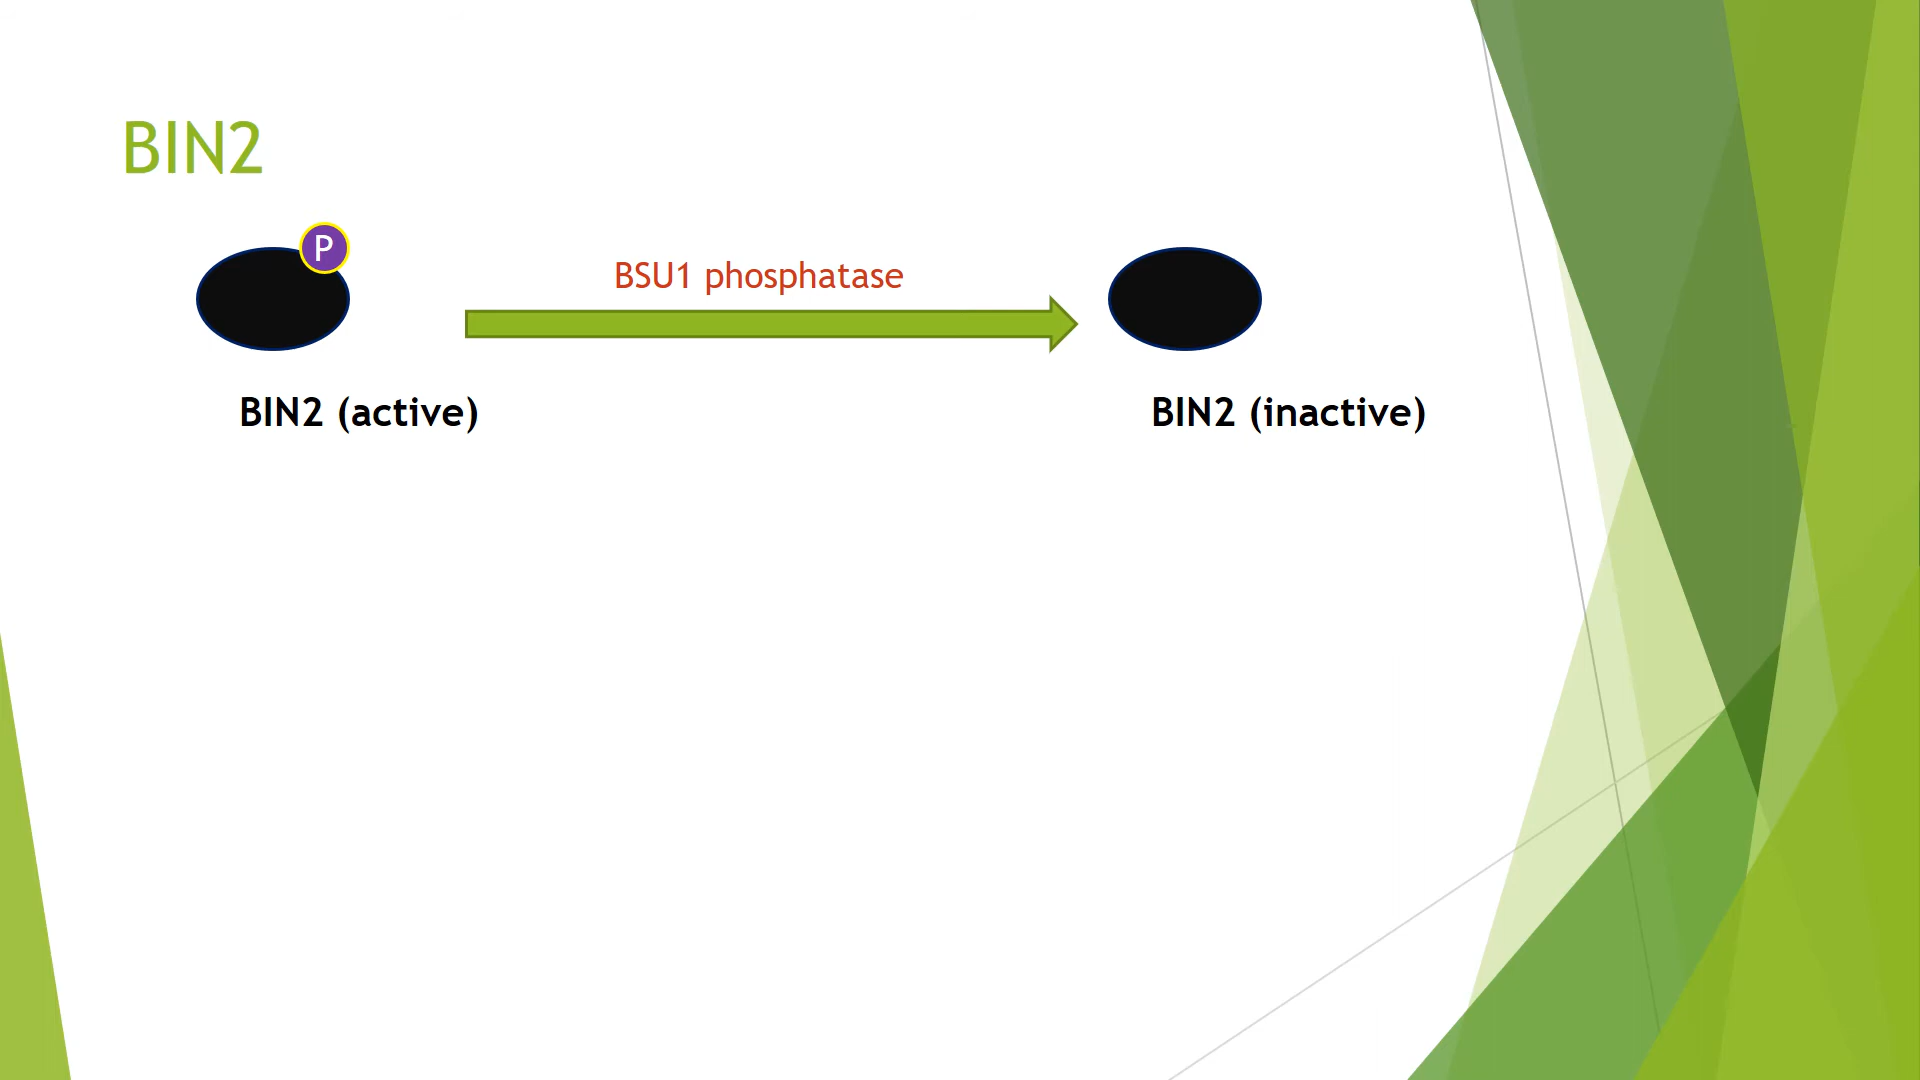 BIN2
P
BSU1 phosphatase
BIN2 (active)
BIN2 (inactive)